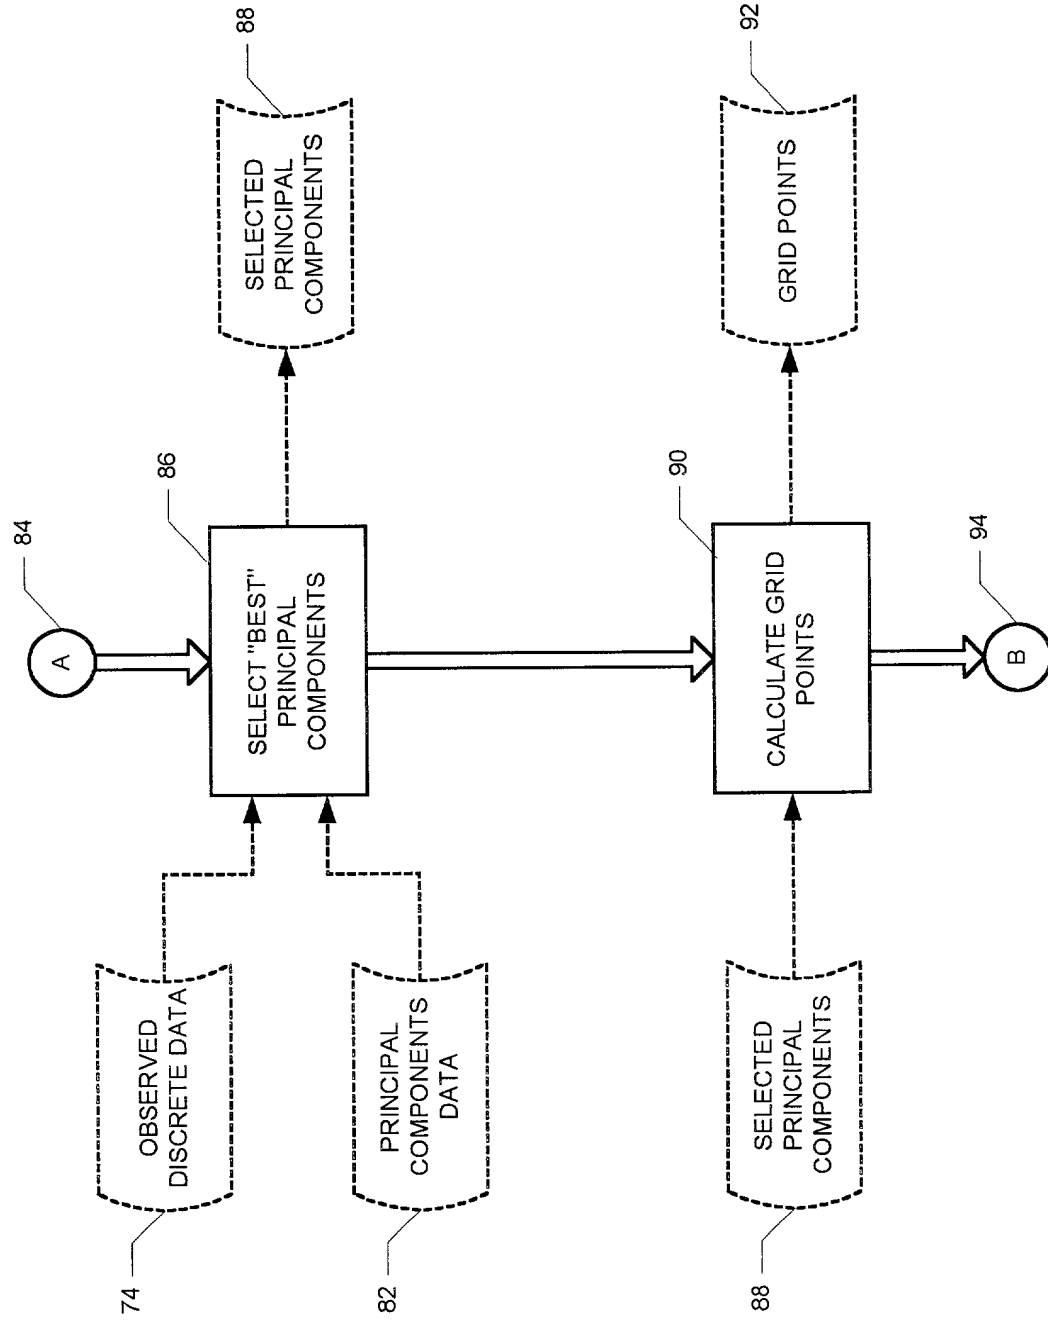 84
A
74
OBSERVED
DISCRETE DATA
86
SELECT "BEST"
PRINCIPAL
COMPONENTS
88
SELECTED
PRINCIPAL
COMPONENTS
82
PRINCIPAL
COMPONENTS
DATA
88
SELECTED
PRINCIPAL
COMPONENTS
90
CALCULATE GRID
POINTS
92
GRID POINTS
94
B